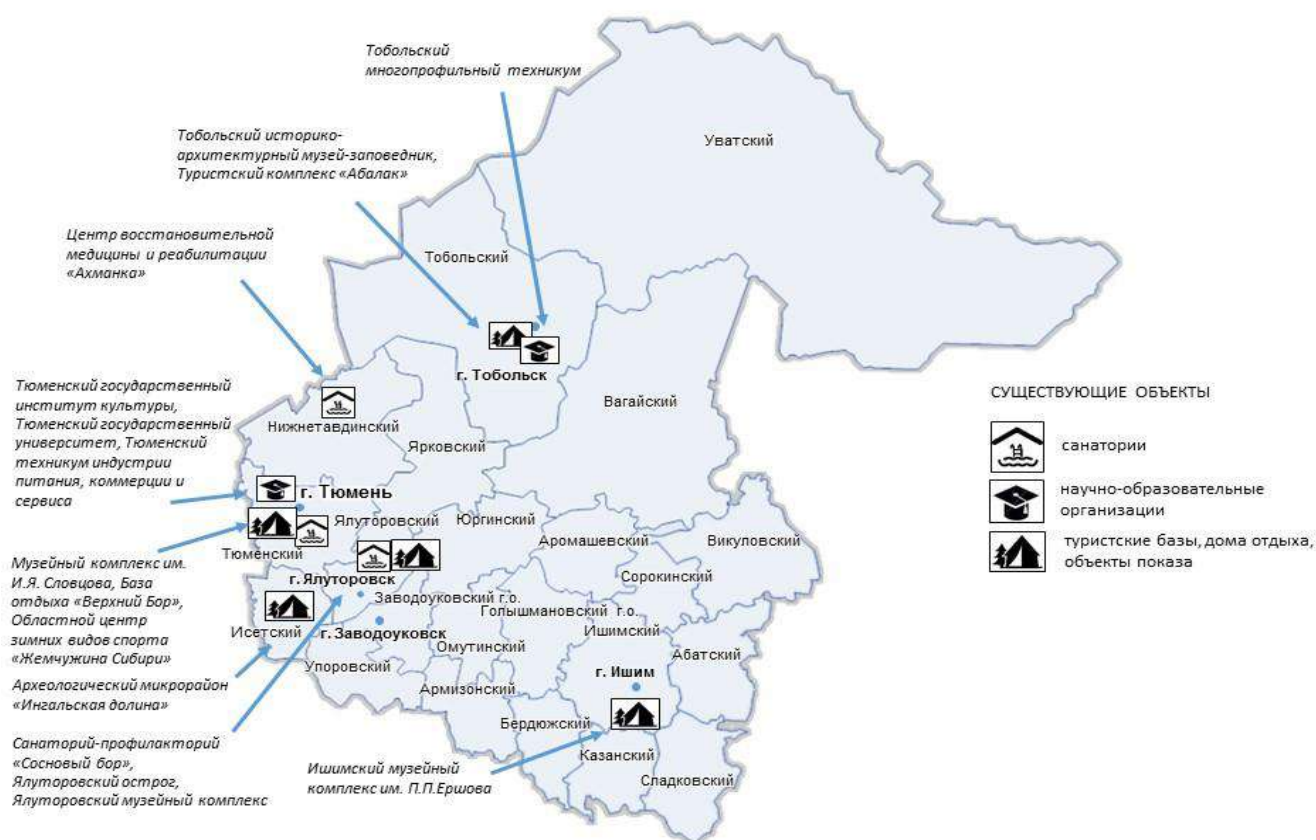 Тобольский
многопрофильный техникум
Тобольский историко-
архитектурный музей-заповедник,
Туристский комплекс «Абалак»
Центр восстановительной
медицины и реабилитации
«Ахманка»
Тюменский государственный
институт культуры,
Тюменский государственный
университет, Тюменский
техникум индустрии
питания, коммерции и
сервиса
Музейный комплекс им.
И.Я. Словцова, База
отдыха «Верхний Бор»,
Областной центр
зимних видов спорта
«Жемчужина Сибири»
Археологический микрорайон
«Ингальская долина»
Санаторий-профилакторий
«Сосновый бор»,
Ялуторовский острог,
Ялуторовский музейный комплекс
Ишимский музейный
комплекс им. П.П.Ершова
Уватский
Тобольский
г. Тобольск
Вагайский
Нижнетавдинский
Ярковский
г. Тюмень
Ялуторовский
Юргинский
Тюменский
Аромашевский
Викуловский
Сорокинский
г. Ялуторовск
Заводоуковский г.о.
Голышмановский г.о.
Исетский
г. Заводоуковск
Ишимский
Омутинский
Абатский
Упоровский
г. Ишим
Армизонский
Бердюжский
Казанский
Сладковский
СУЩЕСТВУЮЩИЕ ОБЪЕКТЫ
санатории
научно-образовательные
организации
туристские базы, дома отдыха,
объекты показа